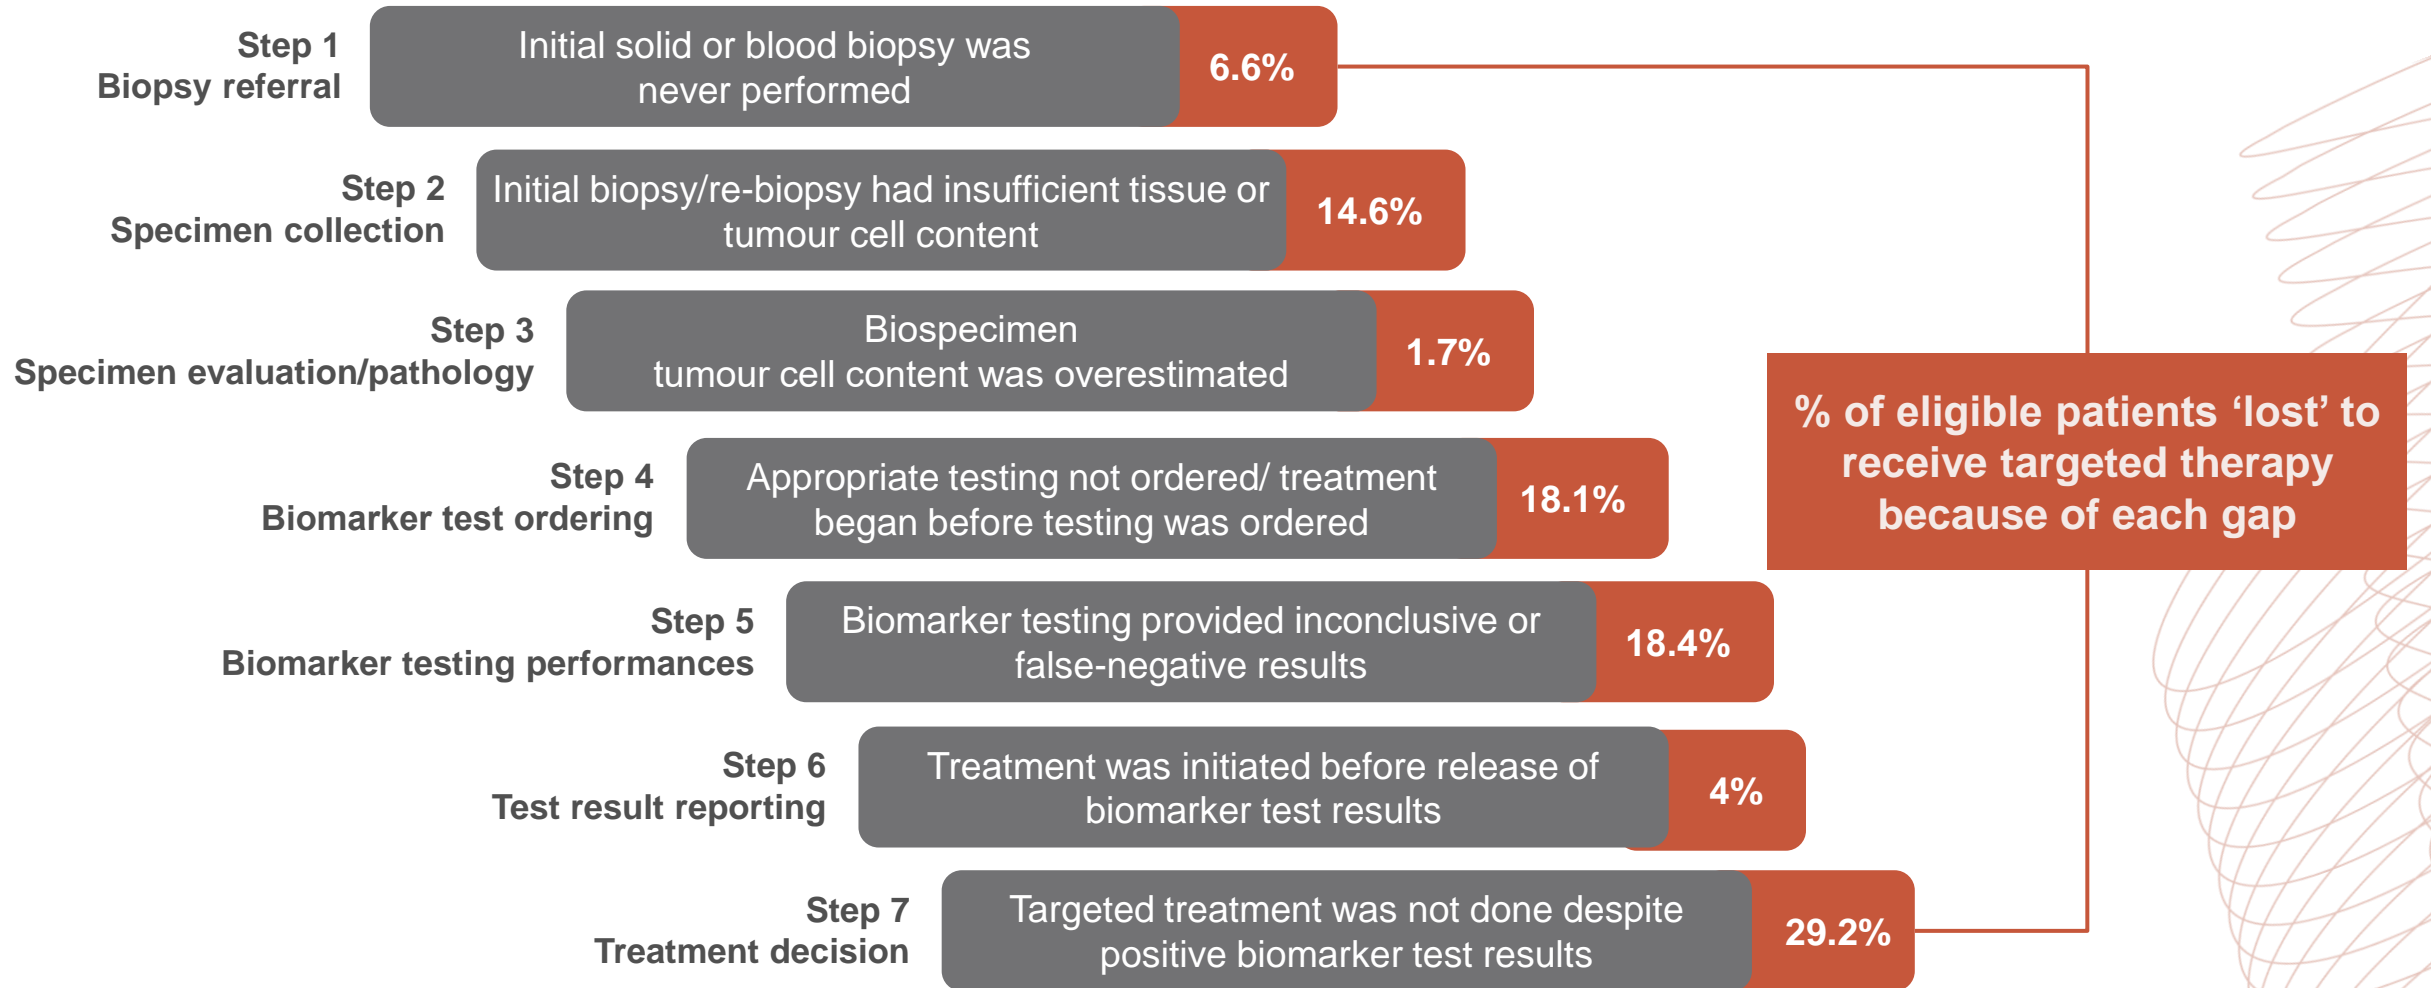 Step 1
Biopsy referral
Initial solid or blood biopsy was
never performed
6.6%
Step 2
Specimen collection
Initial biopsy/re-biopsy had insufficient tissue or
tumour cell content
14.6%
Step 3
Specimen evaluation/pathology
Biospecimen
tumour cell content was overestimated
1.7%
% of eligible patients ‘lost’ to
receive targeted therapy
because of each gap
Step 4
Biomarker test ordering
Appropriate testing not ordered/ treatment
began before testing was ordered
18.1%
Step 5
Biomarker testing performances
Biomarker testing provided inconclusive or
false-negative results
18.4%
Step 6
Test result reporting
Treatment was initiated before release of
biomarker test results
4%
Step 7
Treatment decision
Targeted treatment was not done despite
positive biomarker test results
29.2%